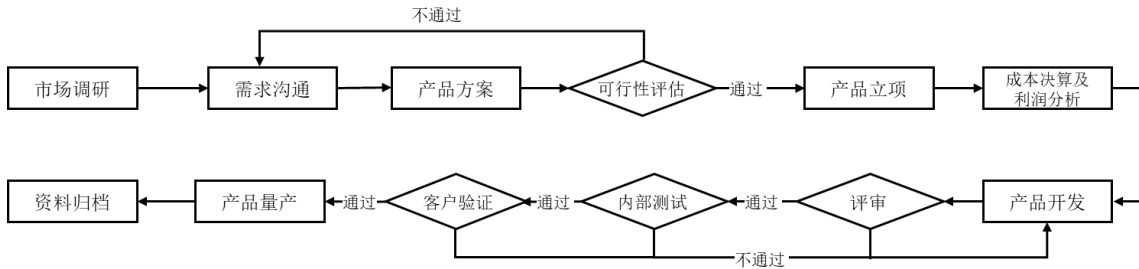 不通过
市场调研
需求沟通
产品方案
可行性评估
通过
产品立项
成本决算及
利润分析
资料归档
产品量产
通过
客户验证
通过
内部测试
通过
评审
产品开发
不通过